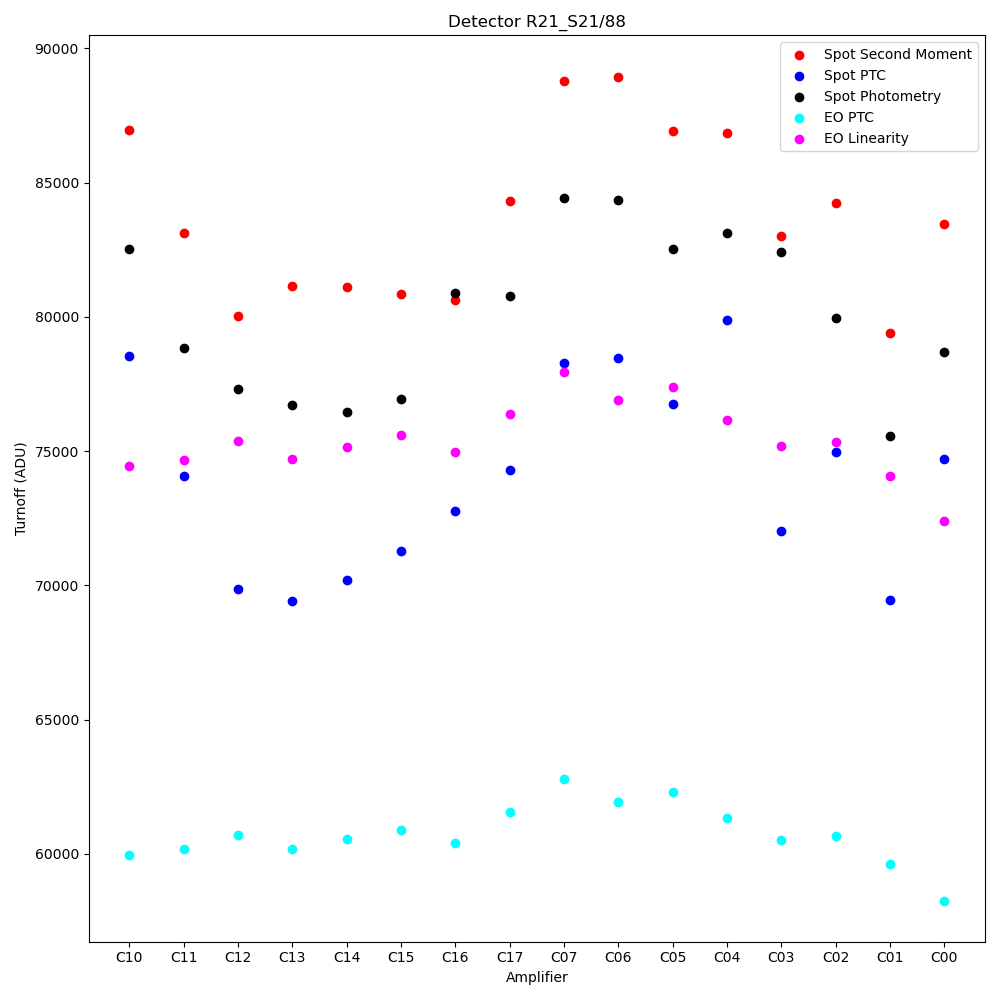 Detector R21_S21/88
Spot Second Moment
Spot PTC
Spot Photometry
EO PTC
EO Linearity
Turnoff (ADU)
90000
85000
80000
75000
70000
65000
60000
C10 C11 C12 C13 C14 C15 C16 C17 C07 C06 C05 C04 C03 C02 C01 C00
Amplifier